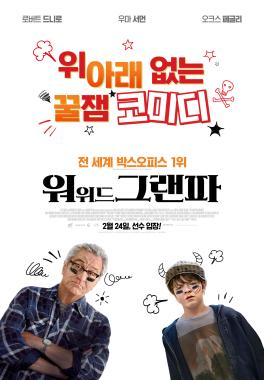 로버트 드니로 우마 서먼 오크스 페글리
위아래 없는
꿀잼 코미디
전 세계 박스오피스 1위
워 위드 그랜파
2월 24일, 선수 입장!